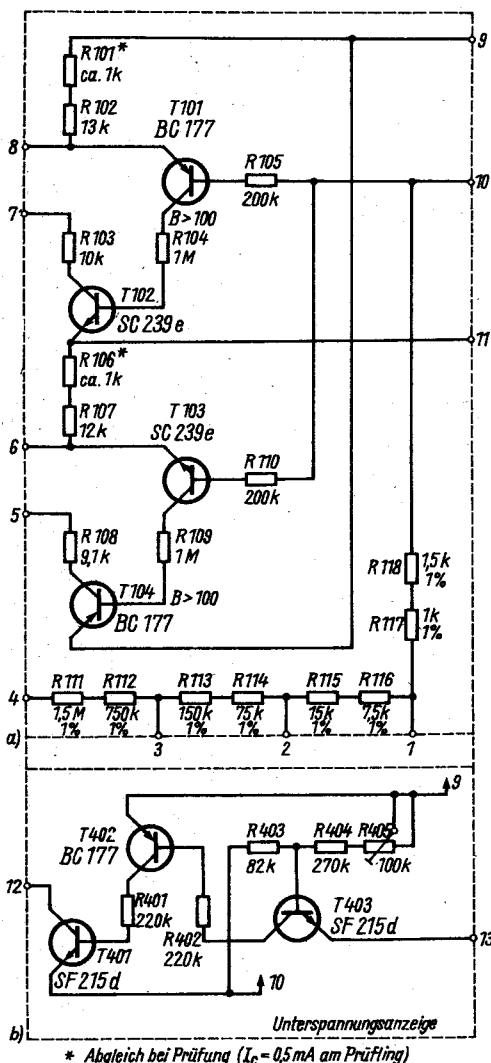 R101*
ca. 1k
9
R102
13k
T101
BC 177
8
R105
200k
10
7
B>100
R103
10k
R104
1M
T102
SC 239e
11
R106*
ca. 1k
R107
12k
T103
SC 239e
6
R110
200k
5
R108
9,1k
R109
1M
R118
1,5k
1%
T104
BC 177
B>100
R117
1k
1%
4
R111
1,5M
1%
R112
750k
1%
R113
150k
1%
R114
75k
1%
R115
15k
1%
R116
7,5k
1%
a)
3
2
1
9
T402
BC 177
R403
82k
R404
270k
R405
100k
12
R401
220k
R402
220k
T403
SF 215d
T401
SF 215d
13
10
b)
Unterspannungsanzeige
* Abgleich bei Prüfung (Ic = 0,5 mA am Prüfling)